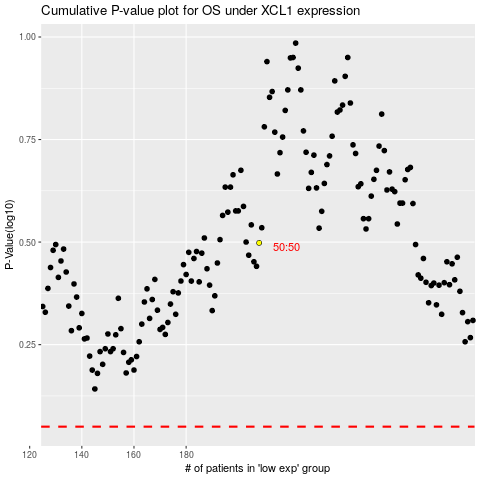 Cumulative P-value plot for OS under XCL1 expression
P-Value(log10)
1.00
0.75
0.50
0.25
50:50
120 140 160 180
# of patients in 'low exp' group